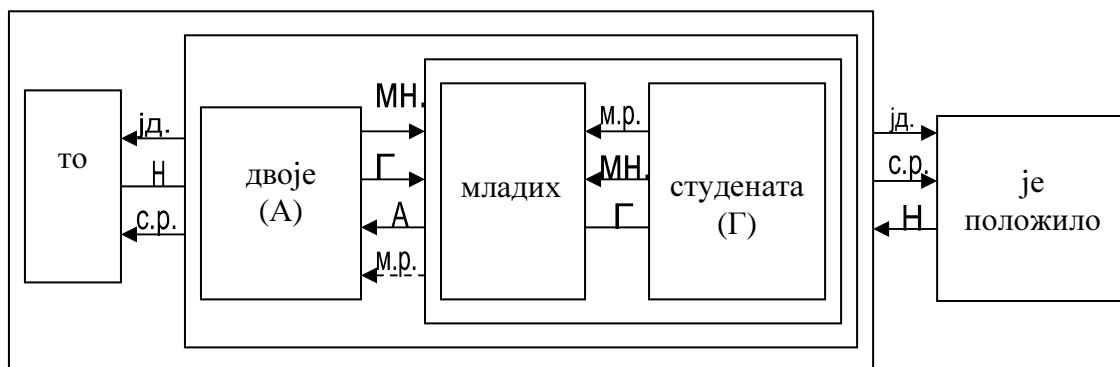 то
јд.
Н
с.р.
двоје
(А)
мн.
Г
А
м.р.
младих
м.р.
мн.
Г
студената
(Г)
јд.
с.р.
Н
је
положило